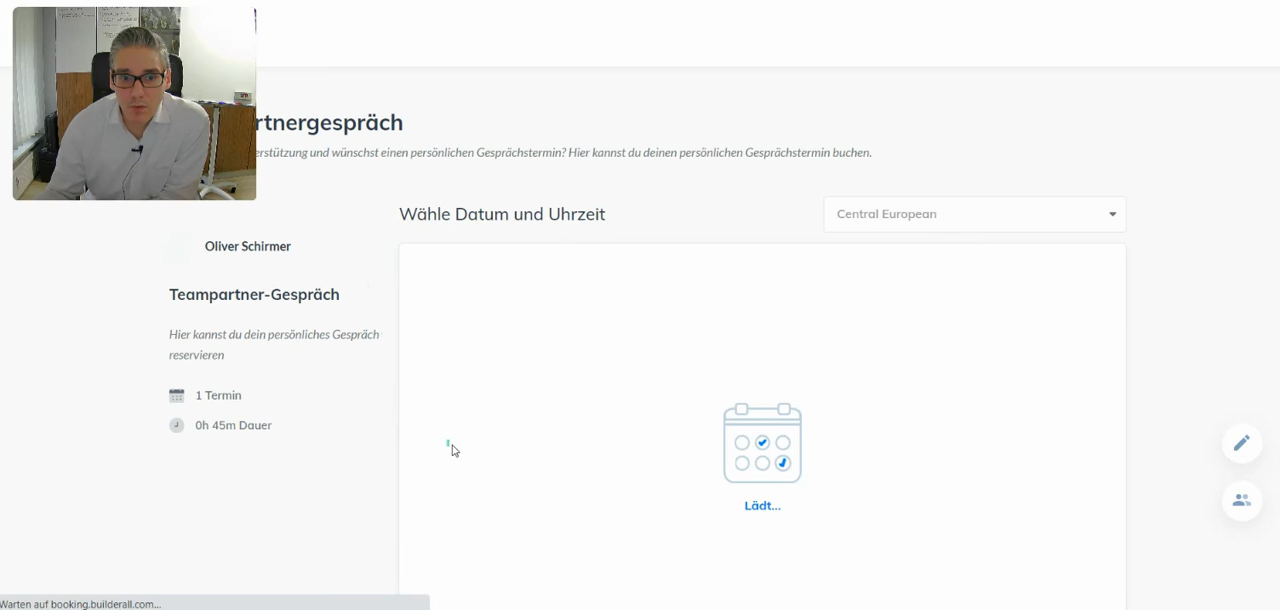 rtnergespräch
erstützung und wünschst einen persönlichen Gesprächstermin? Hier kannst du deinen persönlichen Gesprächstermin buchen.
Wähle Datum und Uhrzeit
Central European
Oliver Schirmer
Teampartner-Gespräch
Hier kannst du dein persönliches Gespräch
reservieren
1 Termin
0h 45m Dauer
Lädt...
Warten auf booking.builderall.com...